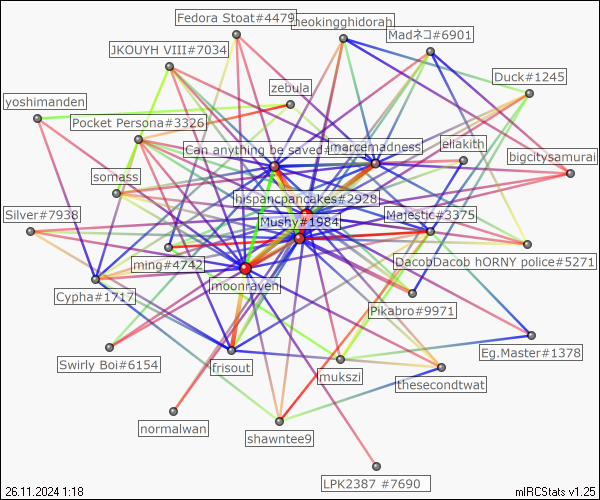 Fedora Stoat#4479
theokingghidorah
Madネコ#6901
JKOUYH VIII#7034
Duck#1245
zebula
yoshimanden
Pocket Persona#3326
Can anything be saved
marcemadness
eliakith
bigcitysamurai
somass
hispancpancakes#2928
Silver#7938
Mushy#1984
Majestic#3375
ming#4742
DacobDacob hORNY police#5271
moonraven
Cypha#1717
Pikabro#9971
Eg.Master#1378
Swirly Boi#6154
frisout
mukszi
thesecondtwat
normalwan
shawntee9
LPK2387 #7690
26.11.2024 1:18
mIRCStats v1.25